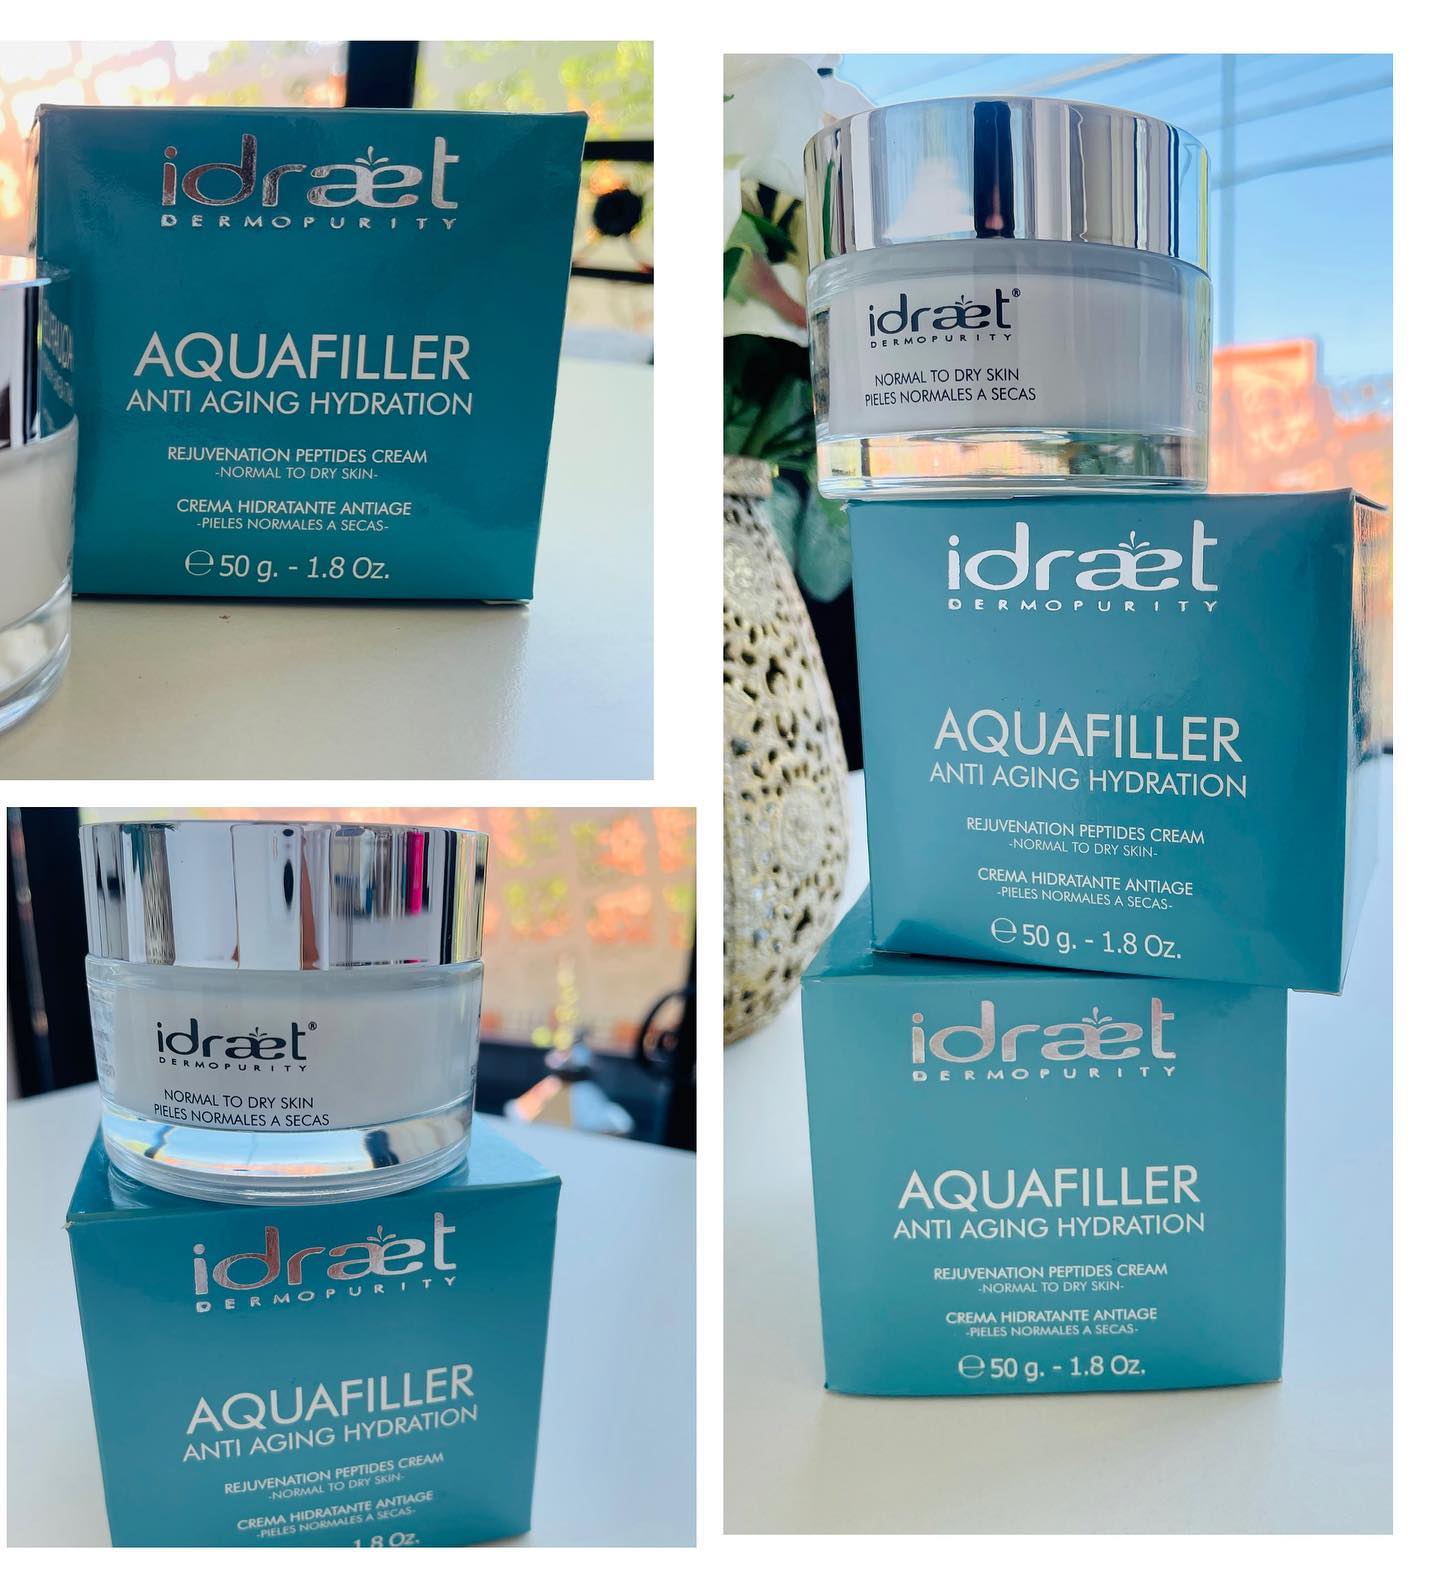 idraet
DERMOPURITY
AQUAFILLER
ANTI AGING HYDRATION
REJUVENATION PEPTIDES CREAM
-NORMAL TO DRY SKIN-
CREMA HIDRATANTE ANTIAGE
-PIELES NORMALES A SECAS-
℮ 50 g. - 1.8 Oz.
idraet®
DERMOPURITY
NORMAL TO DRY SKIN
PIELES NORMALES A SECAS
idraet
DERMOPURITY
AQUAFILLER
ANTI AGING HYDRATION
REJUVENATION PEPTIDES CREAM
-NORMAL TO DRY SKIN-
CREMA HIDRATANTE ANTIAGE
-PIELES NORMALES A SECAS-
1.8 Oz.
idraet®
DERMOPURITY
NORMAL TO DRY SKIN
PIELES NORMALES A SECAS
idraet
DERMOPURITY
AQUAFILLER
ANTI AGING HYDRATION
REJUVENATION PEPTIDES CREAM
-NORMAL TO DRY SKIN-
CREMA HIDRATANTE ANTIAGE
-PIELES NORMALES A SECAS-
℮ 50 g. - 1.8 Oz.
idraet
DERMOPURITY
AQUAFILLER
ANTI AGING HYDRATION
REJUVENATION PEPTIDES CREAM
-NORMAL TO DRY SKIN-
CREMA HIDRATANTE ANTIAGE
-PIELES NORMALES A SECAS-
℮ 50 g. - 1.8 Oz.